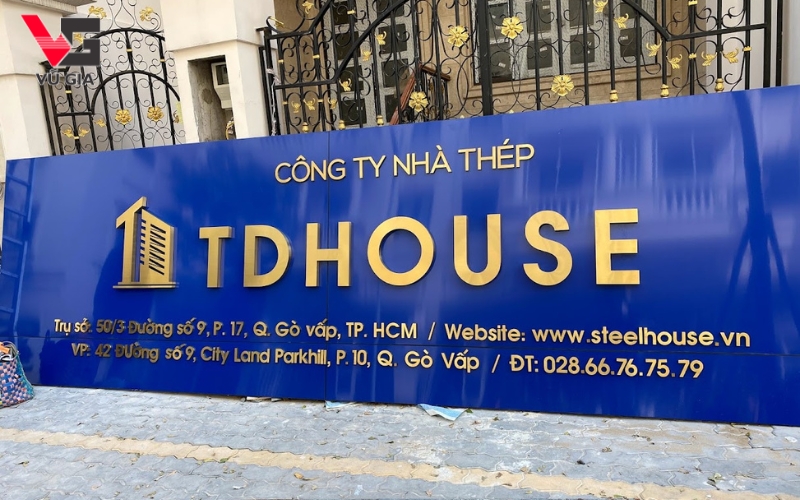 VŨ GIA
CÔNG TY NHÀ THÉP
TDHOUSE
Trụ sở: 50/3 Đường số 9, P. 17, Q. Gò vấp, TP. HCM / Website: www.steelhouse.vn
VP: 42 Đường số 9, City Land Parkhill, P. 10, Q. Gò Vấp / ĐT: 028.66.76.75.79